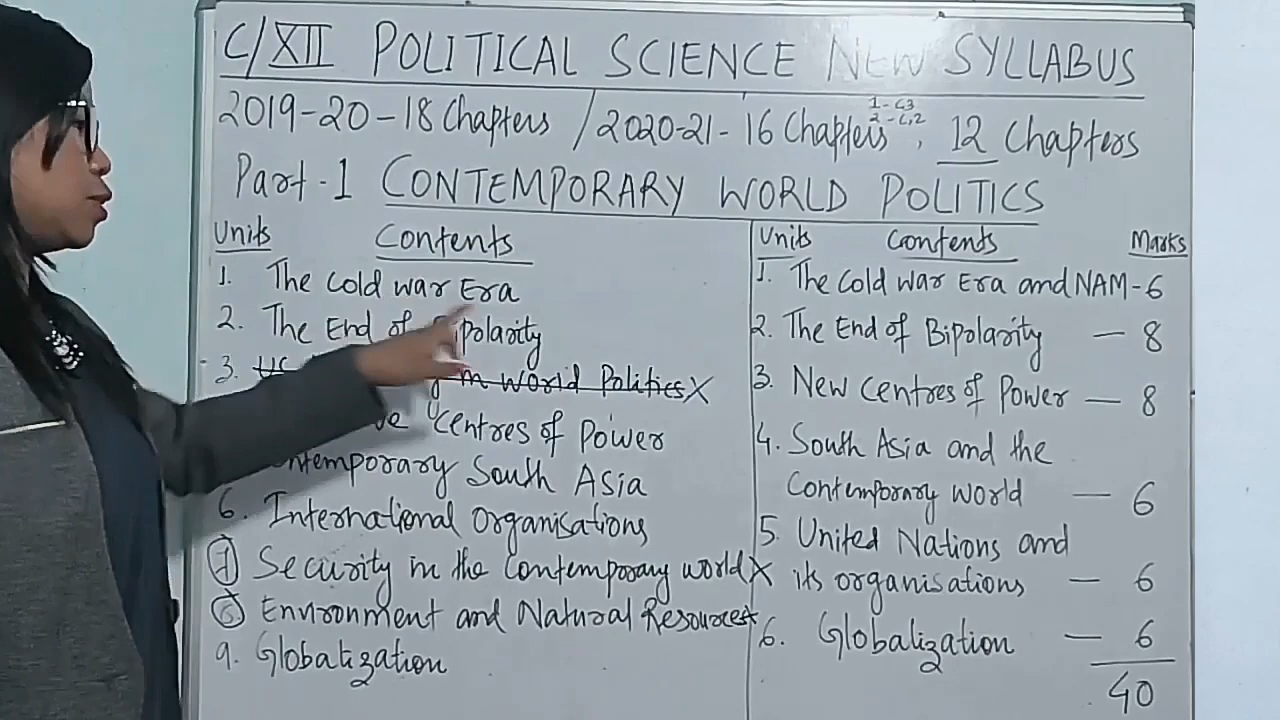 C/XII POLITICAL SCIENCE NEW SYLLABUS
2019-20-18 Chapters / 2020-21-16 Chapters, 12 Chapters
1-C3
2-C,2
Part-1 CONTEMPORARY WORLD POLITICS
Units Contents
1. The Cold war Era
2. The End of Bipolarity
3. US in World Politics X
Centres of Power
Contemporary South Asia
6. International Organisations
7 Security in the Contemporary world X
8 Environment and Natural Resources x
9. Globalization
Units Contents Marks
1. The Cold war Era and NAM - 6
2. The End of Bipolarity — 8
3. New Centres of Power — 8
4. South Asia and the
Contemporary world — 6
5. United Nations and
its organisations — 6
6. Globalization — 6
40